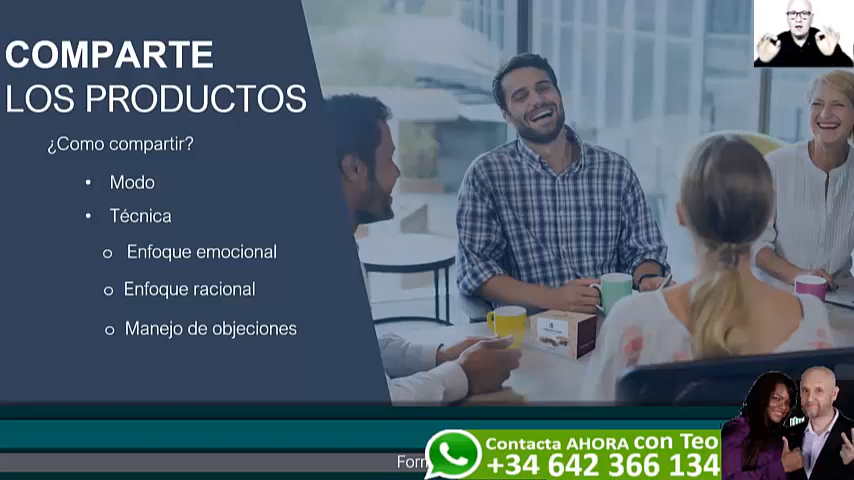 COMPARTE
LOS PRODUCTOS
¿Como compartir?
• Modo
• Técnica
o Enfoque emocional
o Enfoque racional
o Manejo de objeciones
Form
Contacta AHORA con Teo
+34 642 366 134